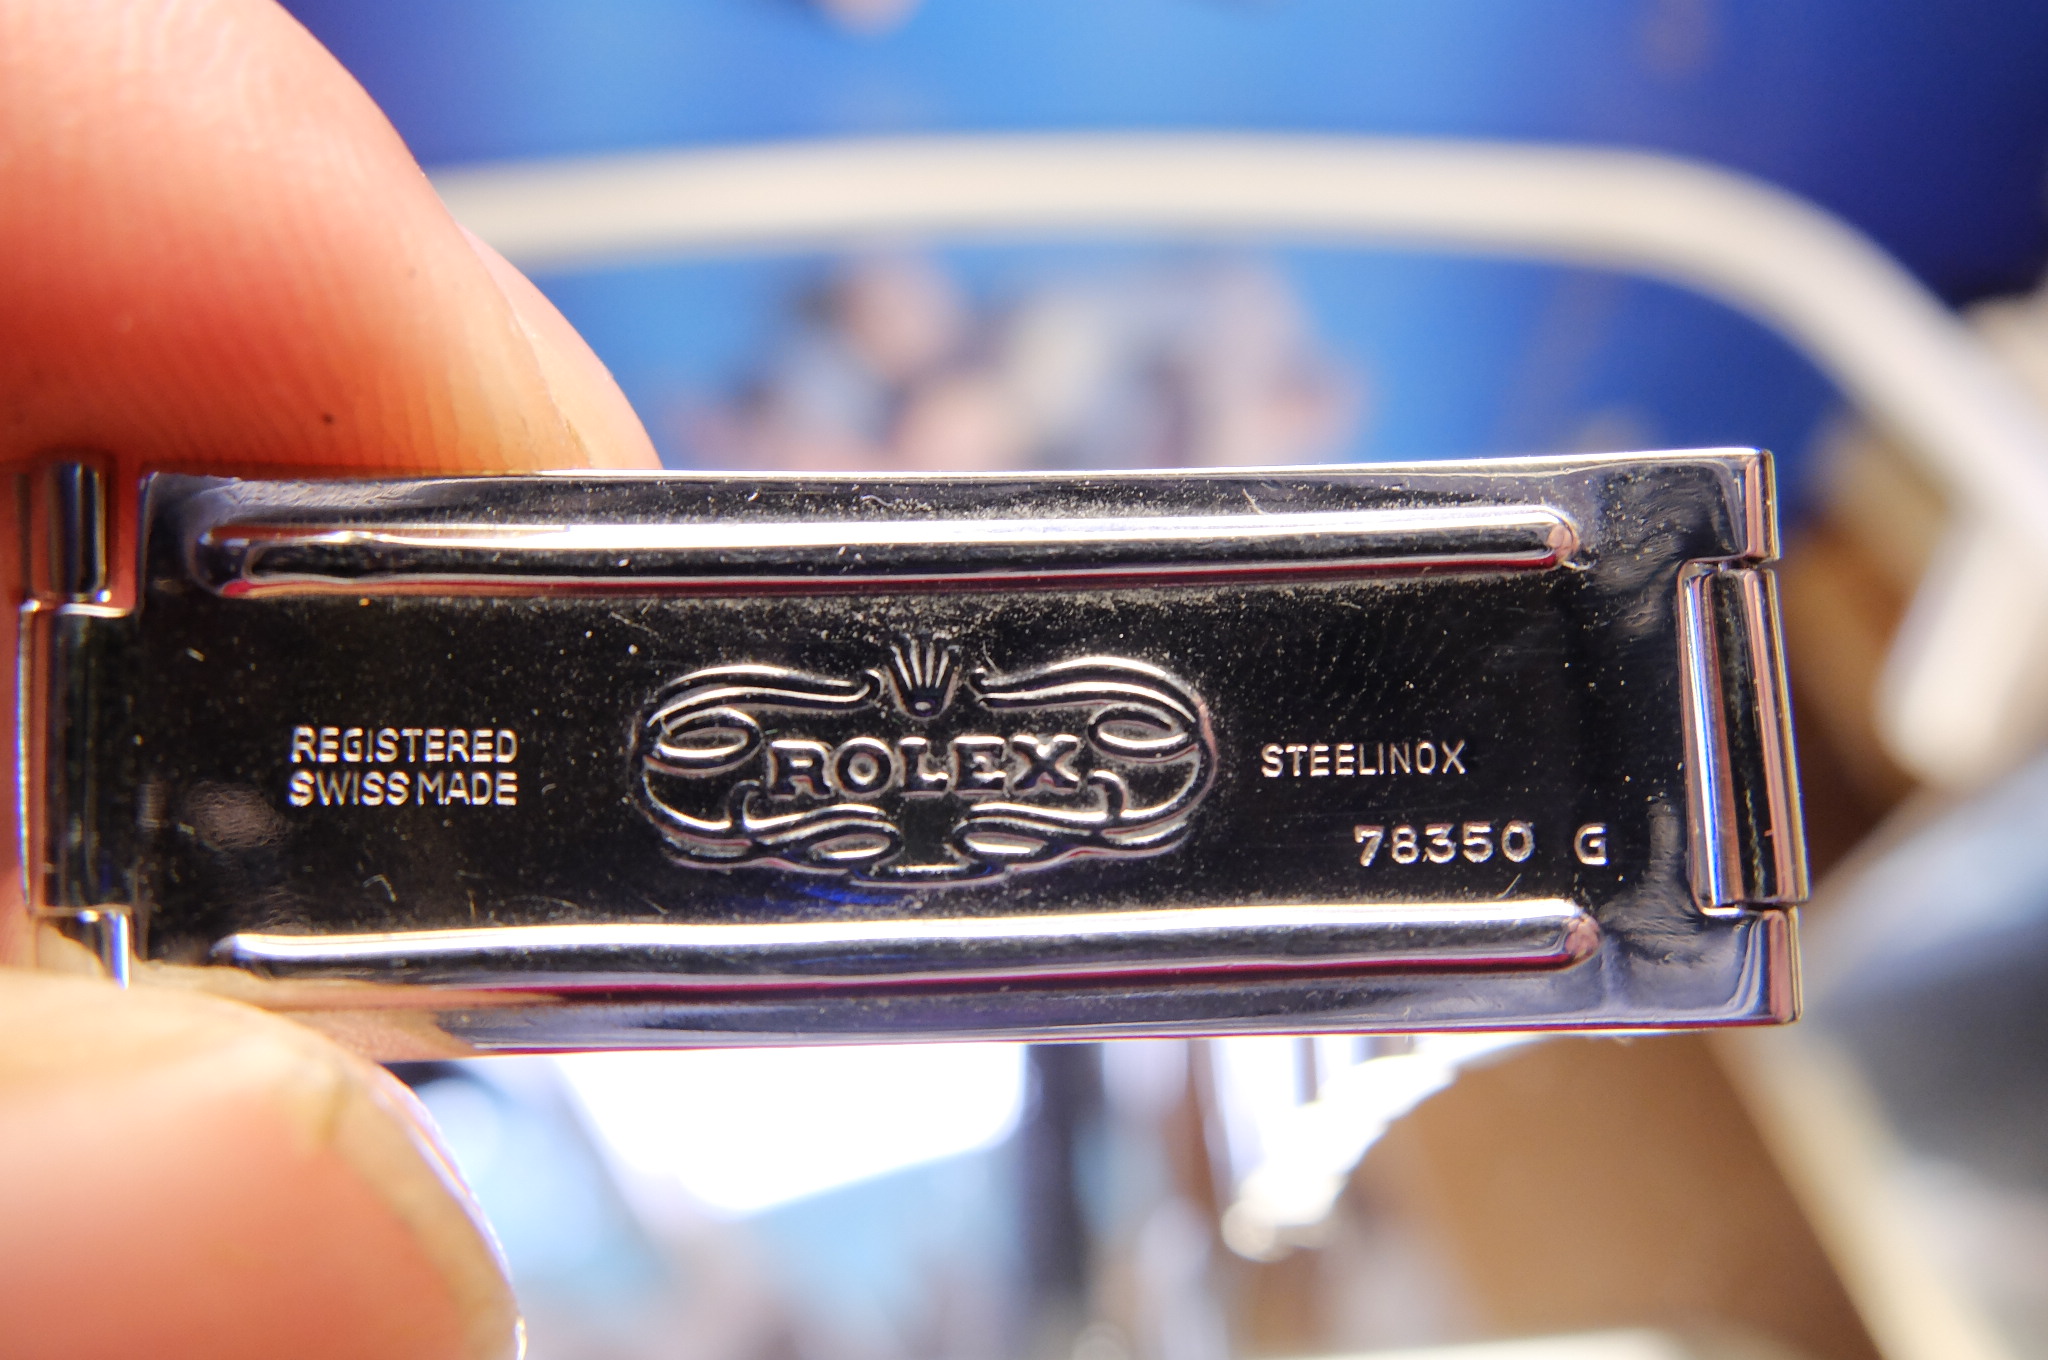 REGISTERED
SWISS MADE
ROLEX
STEELINOX
78350 G